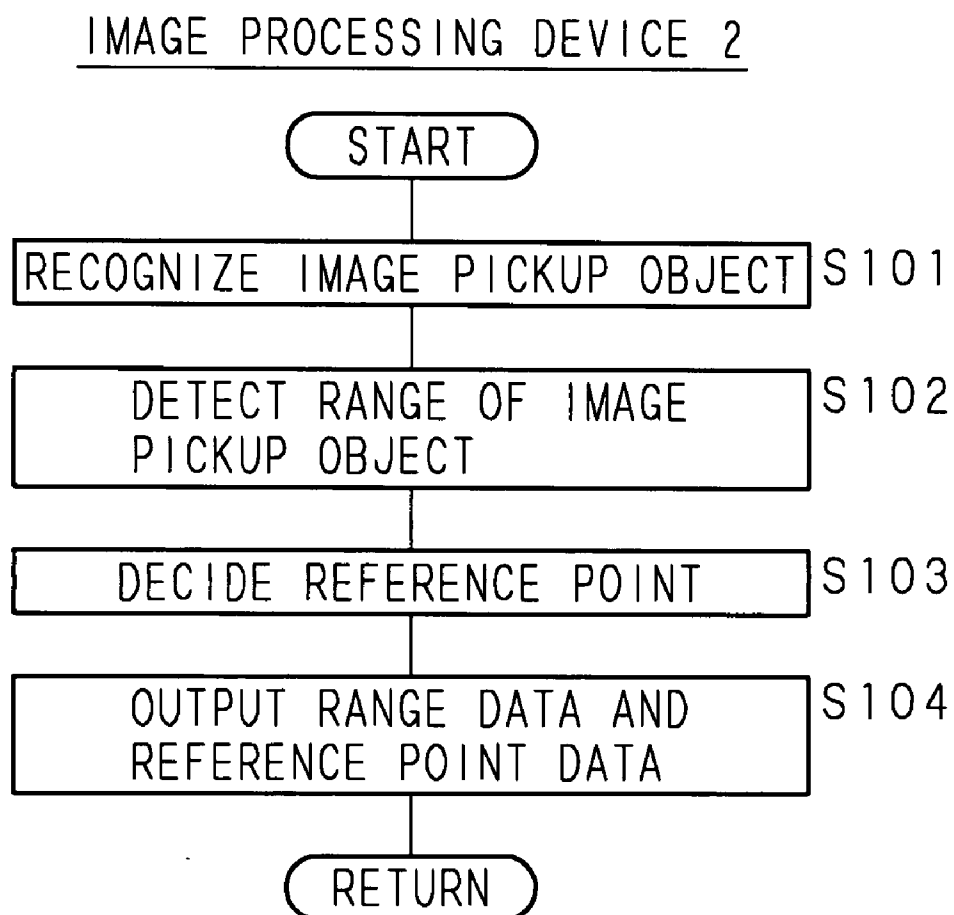 IMAGE PROCESSING DEVICE 2
START
RECOGNIZE IMAGE PICKUP OBJECT S101
DETECT RANGE OF IMAGE S102
PICKUP OBJECT
DECIDE REFERENCE POINT S103
OUTPUT RANGE DATA AND S104
REFERENCE POINT DATA
RETURN